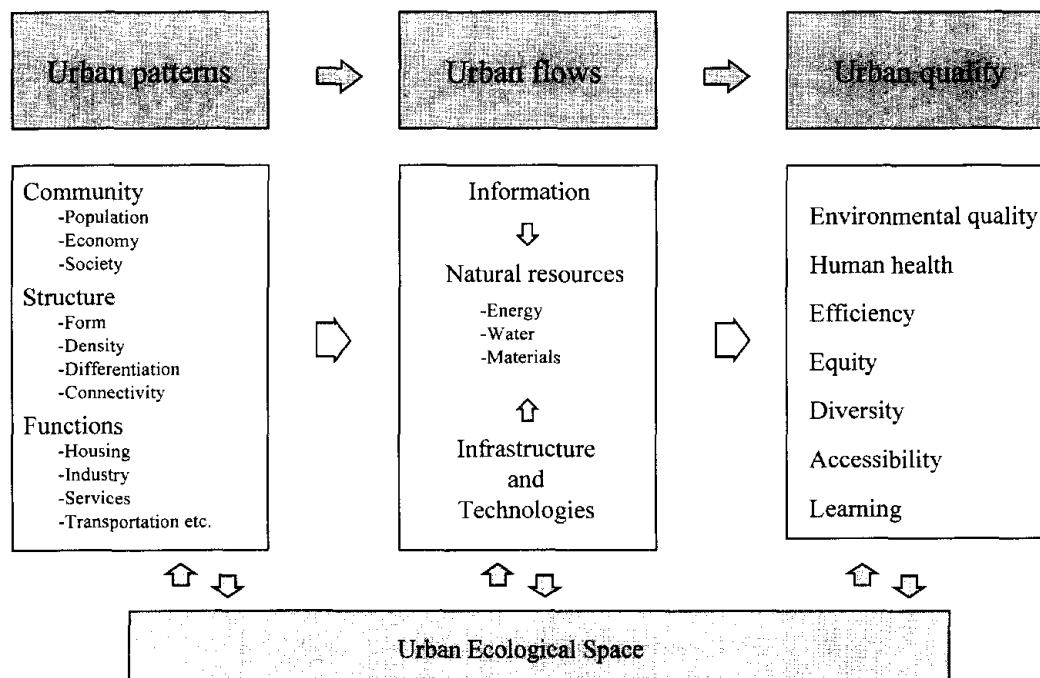 Urban patterns
Urban flows
Urban quality
Community
-Population
-Economy
-Society
Structure
-Form
-Density
-Differentiation
-Connectivity
Functions
-Housing
-Industry
-Services
-Transportation etc.
Information
Natural resources
-Energy
-Water
-Materials
Infrastructure
and
Technologies
Environmental quality
Human health
Efficiency
Equity
Diversity
Accessibility
Learning
Urban Ecological Space